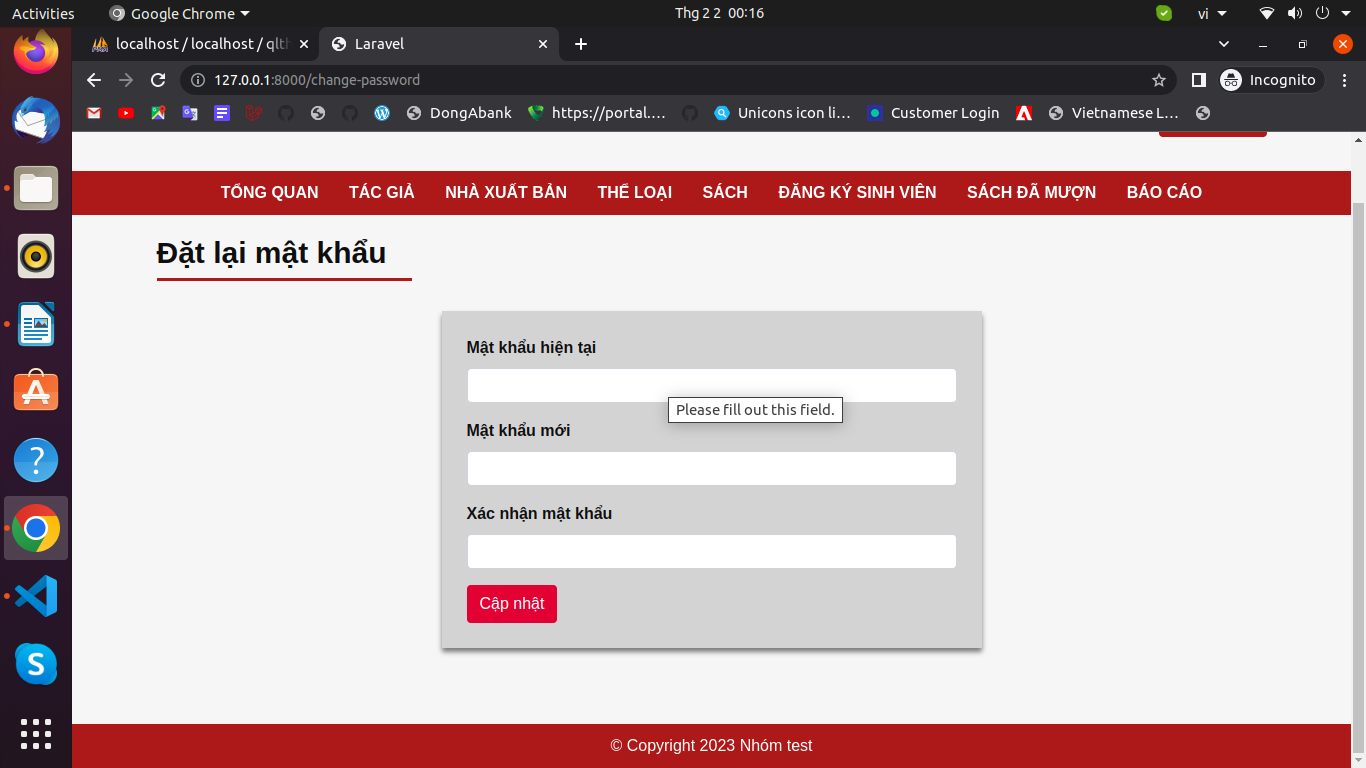 Activities
Google Chrome
Thg 2 2 00:16
vi
localhost / localhost / qlth
Laravel
127.0.0.1:8000/change-password
Incognito
DongAbank
https://portal.…
Unicons icon li…
Customer Login
Vietnamese L…
TỔNG QUAN TÁC GIẢ NHÀ XUẤT BẢN THỂ LOẠI SÁCH ĐĂNG KÝ SINH VIÊN SÁCH ĐÃ MƯỢN BÁO CÁO
Đặt lại mật khẩu
Mật khẩu hiện tại
Please fill out this field.
Mật khẩu mới
Xác nhận mật khẩu
Cập nhật
© Copyright 2023 Nhóm test